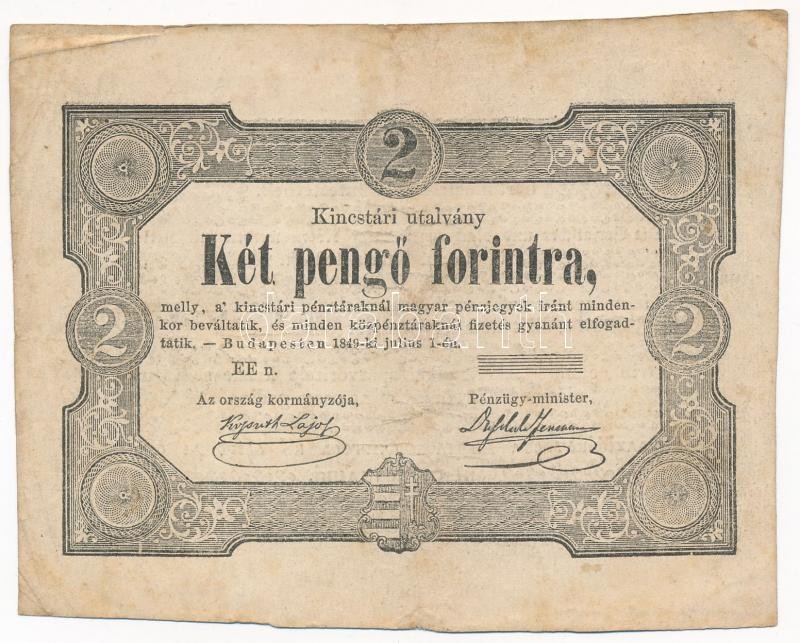 2
Kincstári utalvány
Két pengő forintra,
melly, a' kincstári pénztáraknál magyar pénzjegyek iránt minden-
kor beváltatik, és minden közpénztáraknál fizetés gyanánt elfogad-
tatik. — Budapesten 1849-ki julius 1-én.
2 2
EE n.
Az ország kormányzója, Pénzügy-minister,
Kossuth Lajos